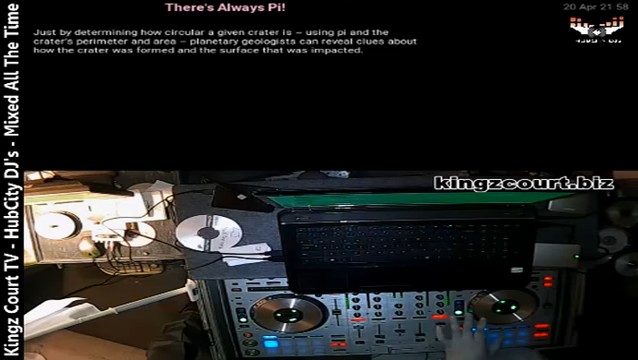 There's Always Pi!
20 Apr 21:58
Just by determining how circular a given crater is – using pi and the
crater's perimeter and area – planetary geologists can reveal clues about
how the crater was formed and the surface that was impacted.
kingzcourt.biz
Kingz Court TV - HubCity DJ's - Mixed All The Time